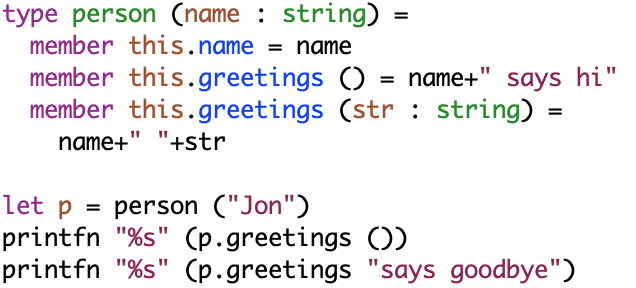 type person (name : string) =
  member this.name = name
  member this.greetings () = name+" says hi"
  member this.greetings (str : string) =
    name+" "+str

let p = person ("Jon")
printfn "%s" (p.greetings ())
printfn "%s" (p.greetings "says goodbye")